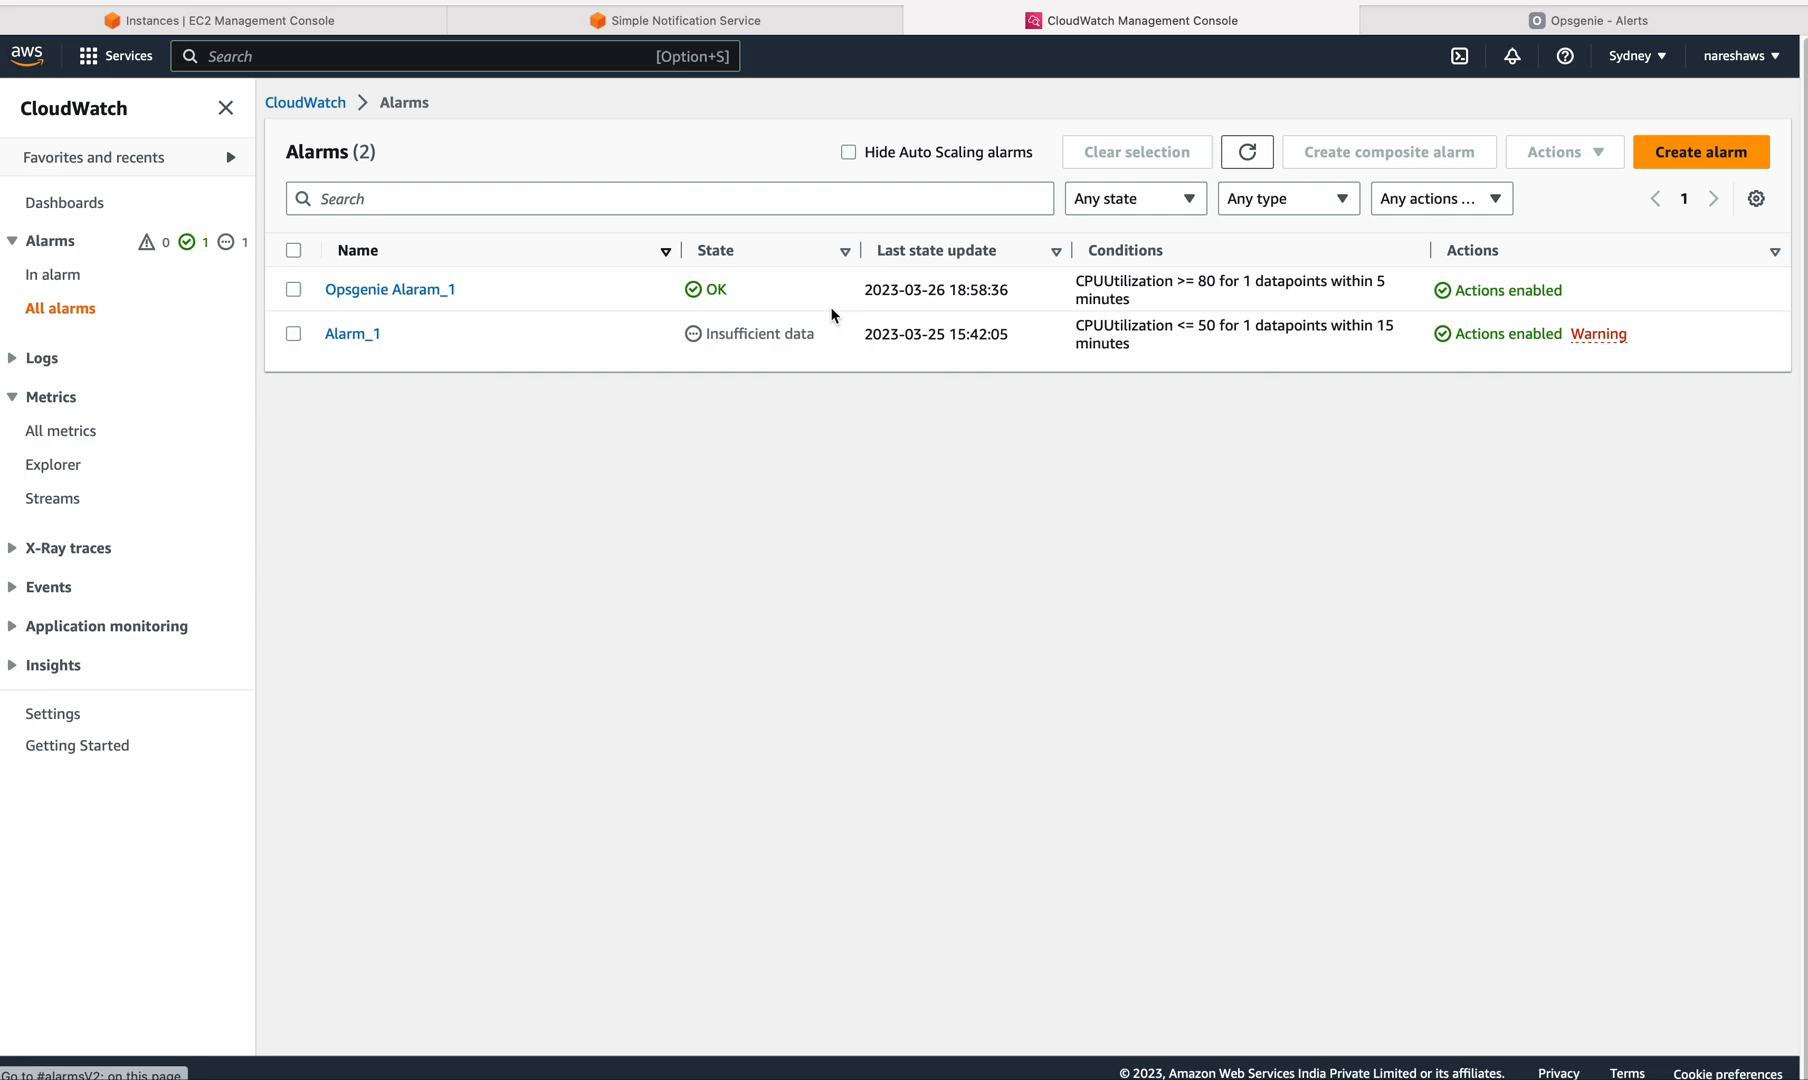 Instances | EC2 Management Console
Simple Notification Service
CloudWatch Management Console
Opsgenie - Alerts
aws
Services
Search
[Option+S]
Sydney
nareshaws
CloudWatch
CloudWatch > Alarms
Favorites and recents
Dashboards
Alarms 0 1 1
In alarm
All alarms
Logs
Metrics
All metrics
Explorer
Streams
X-Ray traces
Events
Application monitoring
Insights
Settings
Getting Started
Alarms (2)
Hide Auto Scaling alarms
Clear selection
Create composite alarm
Actions
Create alarm
Search
Any state
Any type
Any actions ...
1
Name
State
Last state update
Conditions
Actions
Opsgenie Alaram_1
OK
2023-03-26 18:58:36
CPUUtilization >= 80 for 1 datapoints within 5
minutes
Actions enabled
Alarm_1
Insufficient data
2023-03-25 15:42:05
CPUUtilization <= 50 for 1 datapoints within 15
minutes
Actions enabled Warning
Go to #alarmsV2: on this page
© 2023, Amazon Web Services India Private Limited or its affiliates.
Privacy
Terms
Cookie preferences